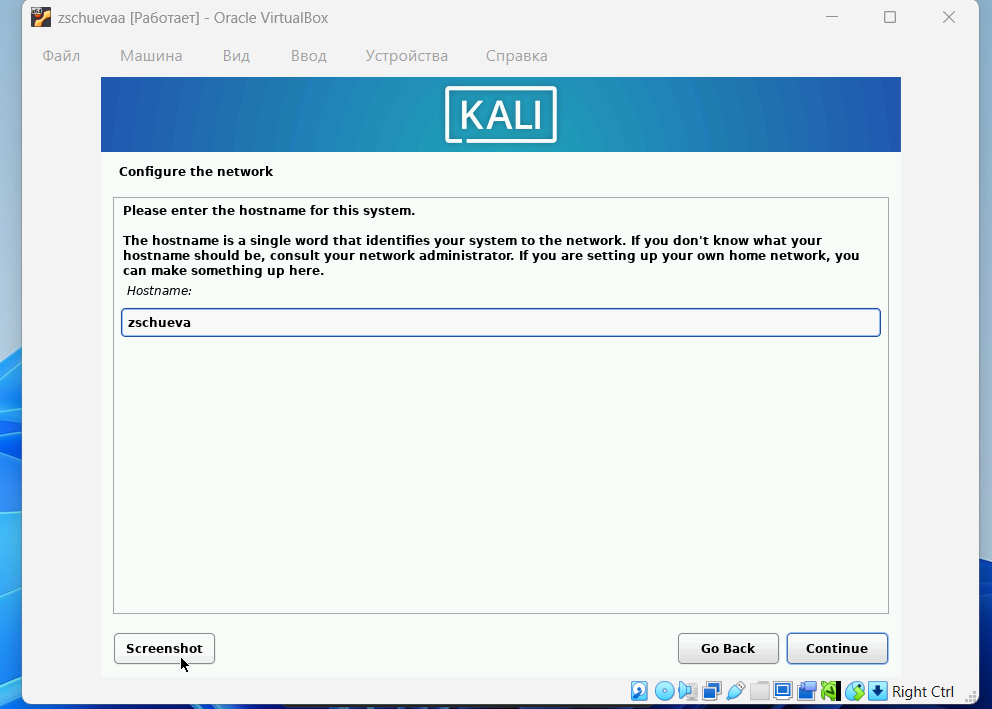 zschuevaa [Работает] - Oracle VirtualBox
Файл Машина Вид Ввод Устройства Справка
KALI
Configure the network
Please enter the hostname for this system.
The hostname is a single word that identifies your system to the network. If you don't know what your
hostname should be, consult your network administrator. If you are setting up your own home network, you
can make something up here.
Hostname:
zschueva
Screenshot Go Back Continue
Right Ctrl